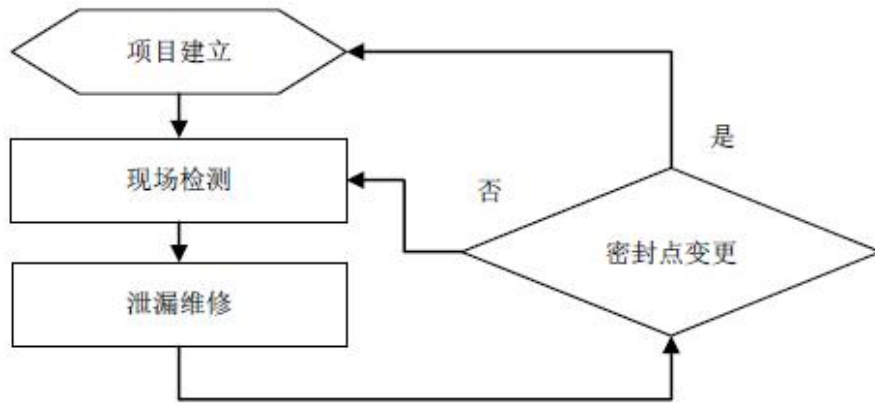 项目建立
是
现场检测
否
密封点变更
泄漏维修